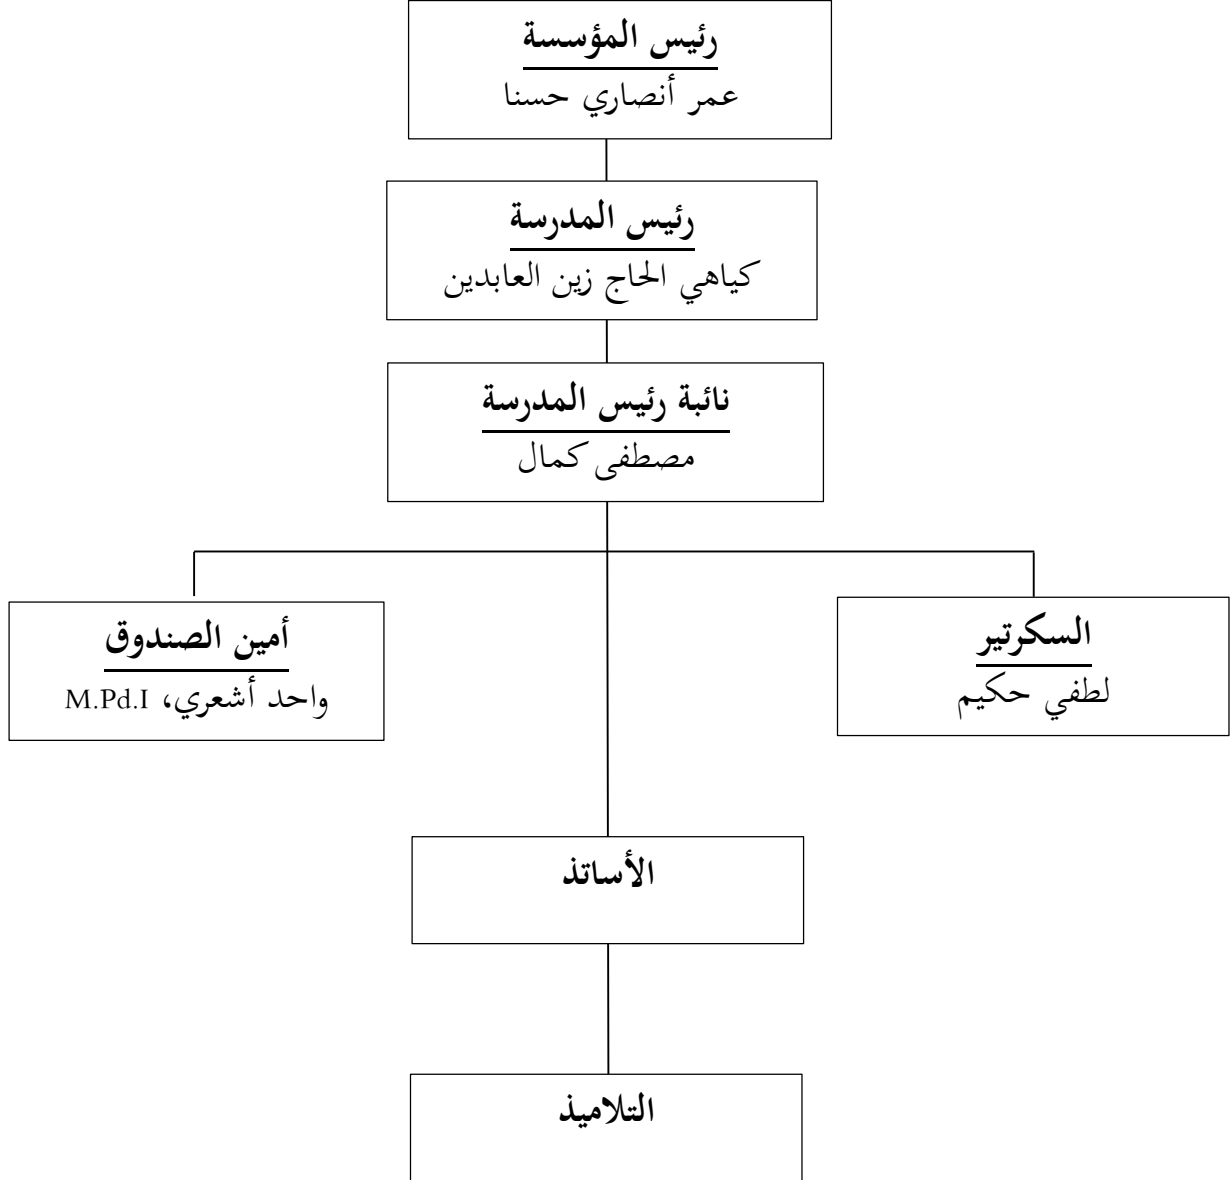 رئيس المؤسسة
عمر أنصاري حسنا
رئيس المدرسة
كياهي الحاج زين العابدين
نائبة رئيس المدرسة
مصطفى كمال
السكرتير
لطفي حكيم
أمين الصندوق
واحد أشعري، M.Pd.I
الأساتذ
التلاميذ